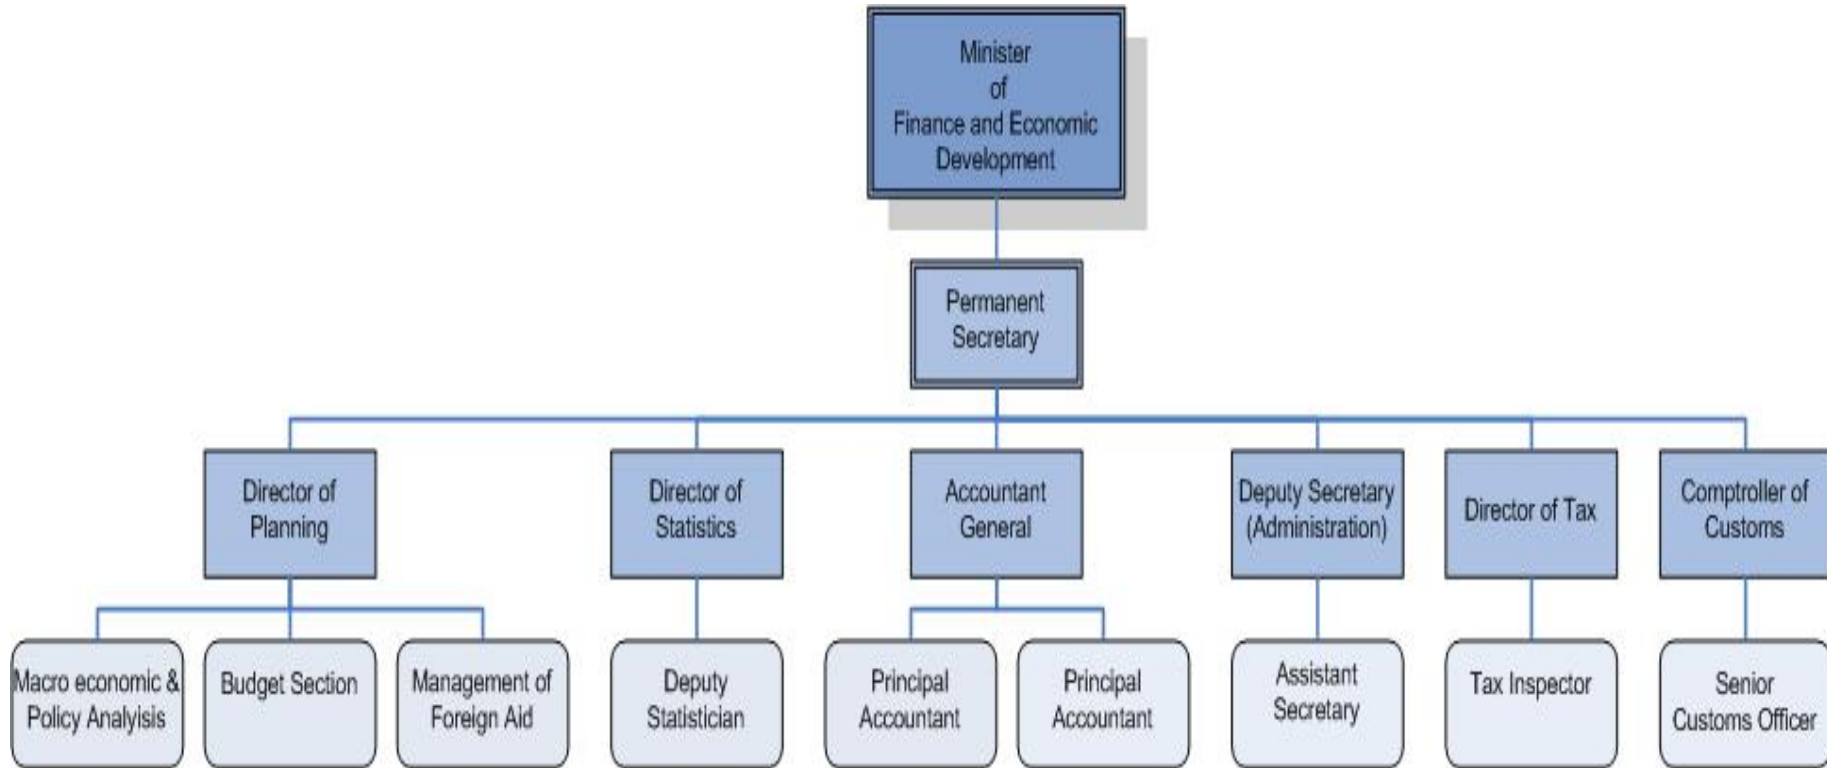 Minister
of
Finance and Economic
Development
Permanent
Secretary
Director of
Planning
Director of
Statistics
Accountant
General
Deputy Secretary
(Administration)
Director of Tax
Comptroller of
Customs
Macro economic &
Policy Analyisis
Budget Section
Management of
Foreign Aid
Deputy
Statistician
Principal
Accountant
Principal
Accountant
Assistant
Secretary
Tax Inspector
Senior
Customs Officer